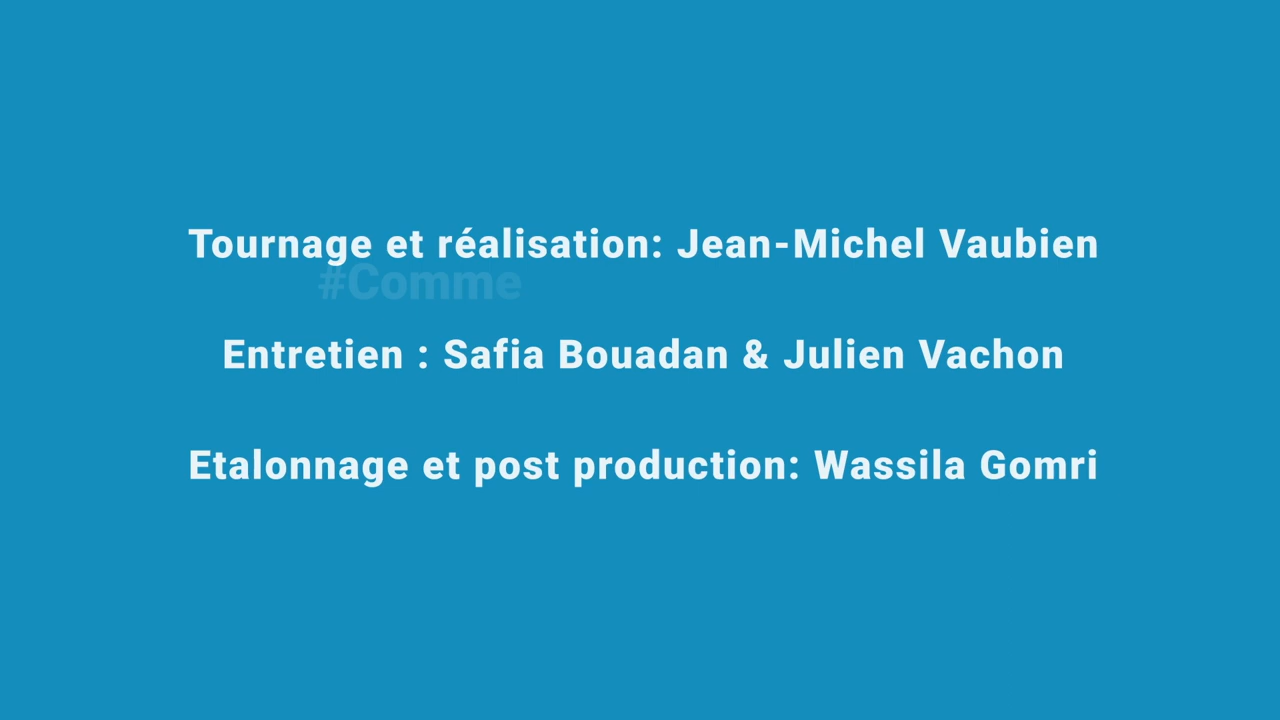 Tournage et réalisation: Jean-Michel Vaubien
#Comme
Entretien : Safia Bouadan & Julien Vachon
Etalonnage et post production: Wassila Gomri